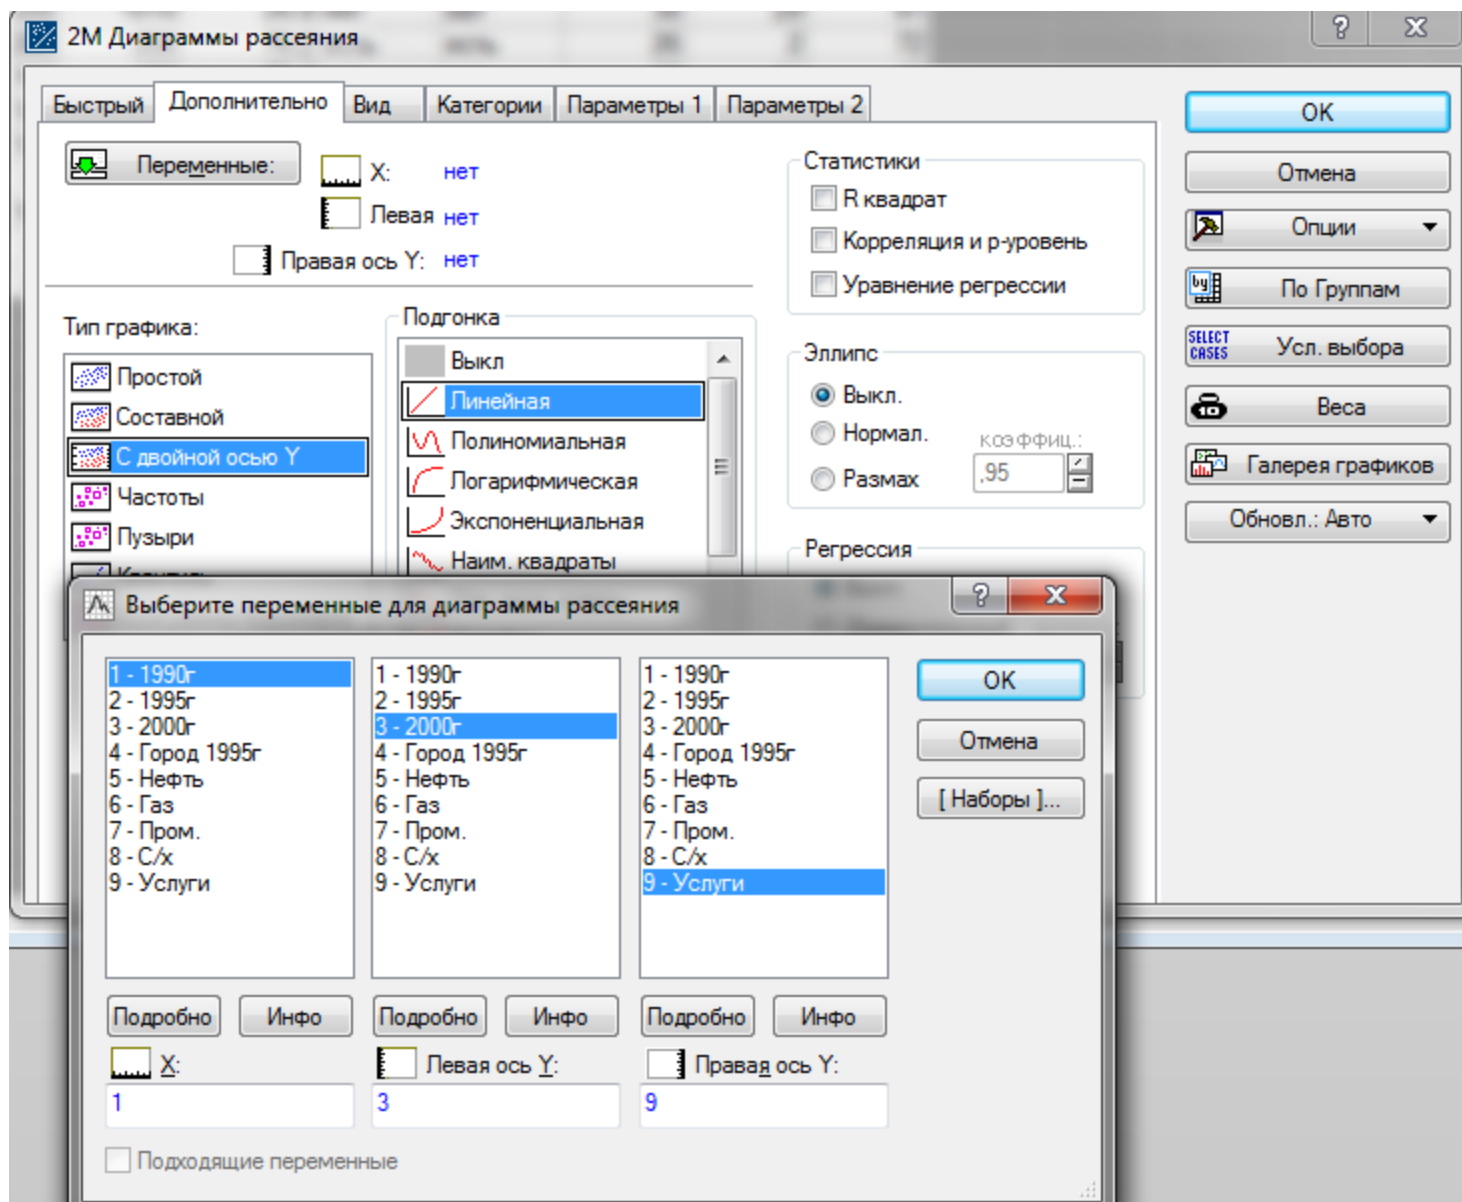 2М Диаграммы рассеяния
Быстрый Дополнительно Вид Категории Параметры 1 Параметры 2
Переменные:
X: нет
Левая нет
Правая ось Y: нет
Тип графика:
Простой
Составной
С двойной осью Y
Частоты
Пузыри
Подгонка
Выкл
Линейная
Полиномиальная
Логарифмическая
Экспоненциальная
Наим. квадраты
Статистики
R квадрат
Корреляция и p-уровень
Уравнение регрессии
Эллипс
Выкл.
Нормал.
Размах
коэффиц.:
,95
Регрессия
OK
Отмена
Опции
by
По Группам
SELECT
CASES
Усл. выбора
Веса
Галерея графиков
Обновл.: Авто
Выберите переменные для диаграммы рассеяния
1 - 1990г
2 - 1995г
3 - 2000г
4 - Город 1995г
5 - Нефть
6 - Газ
7 - Пром.
8 - С/х
9 - Услуги
1 - 1990г
2 - 1995г
3 - 2000г
4 - Город 1995г
5 - Нефть
6 - Газ
7 - Пром.
8 - С/х
9 - Услуги
1 - 1990г
2 - 1995г
3 - 2000г
4 - Город 1995г
5 - Нефть
6 - Газ
7 - Пром.
8 - С/х
9 - Услуги
OK
Отмена
[ Наборы ]...
Подробно Инфо Подробно Инфо Подробно Инфо
X: Левая ось Y: Правая ось Y:
1 3 9
Подходящие переменные